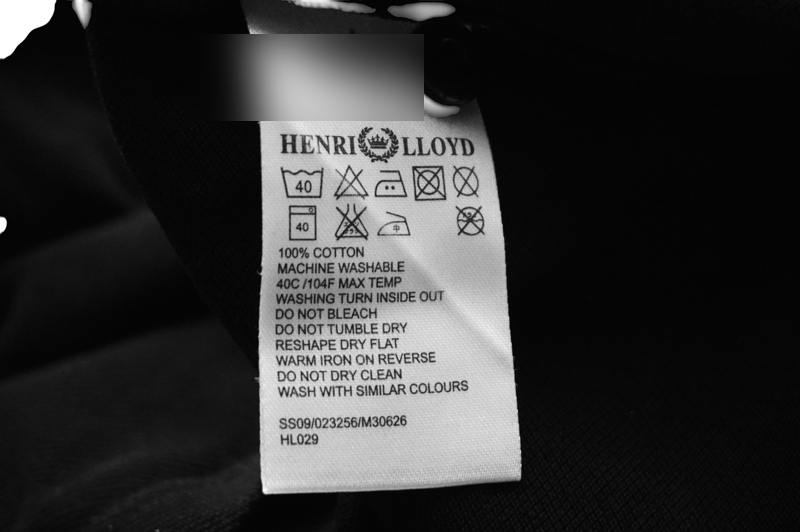 HENRI LLOYD
40
40 中
100% COTTON
MACHINE WASHABLE
40C /104F MAX TEMP
WASHING TURN INSIDE OUT
DO NOT BLEACH
DO NOT TUMBLE DRY
RESHAPE DRY FLAT
WARM IRON ON REVERSE
DO NOT DRY CLEAN
WASH WITH SIMILAR COLOURS
SS09/023256/M30626
HL029